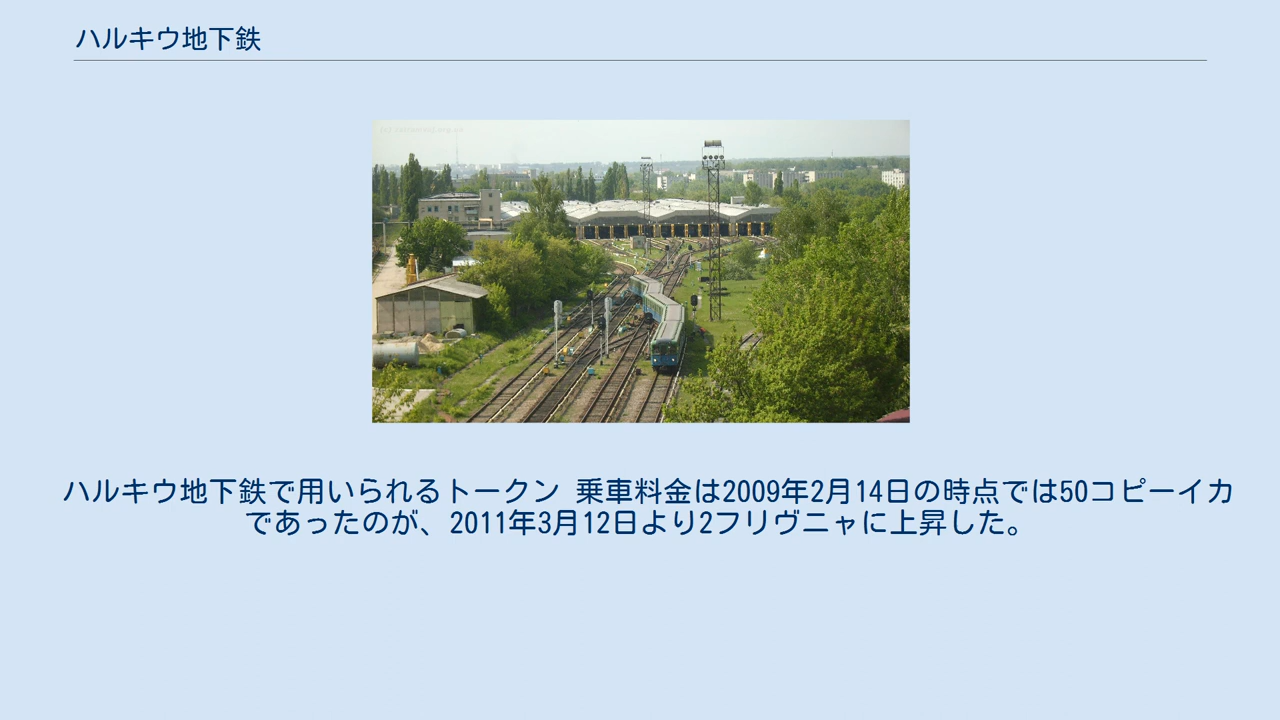 ハルキウ地下鉄
ハルキウ地下鉄で用いられるトークン 乗車料金は2009年2月14日の時点では50コピーイカ
であったのが、2011年3月12日より2フリヴニャに上昇した。